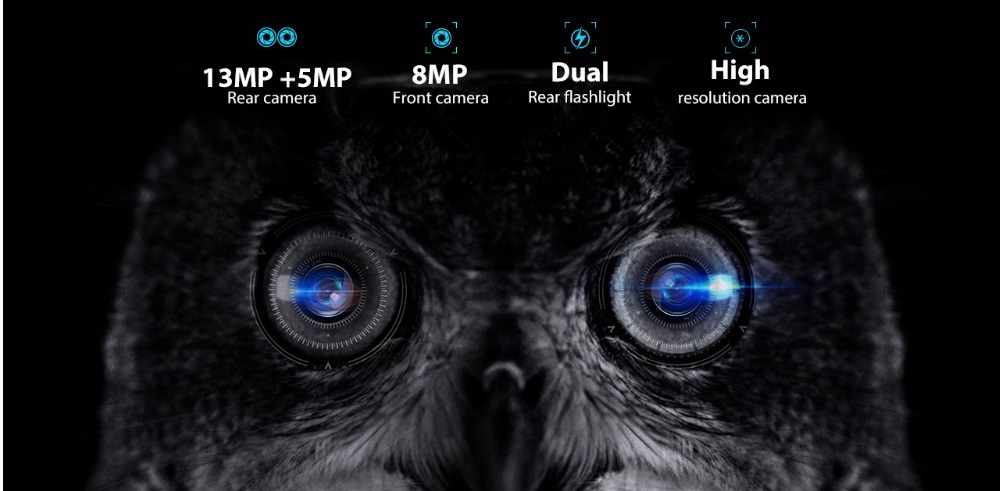 13MP +5MP
Rear camera
8MP
Front camera
Dual
Rear flashlight
High
resolution camera